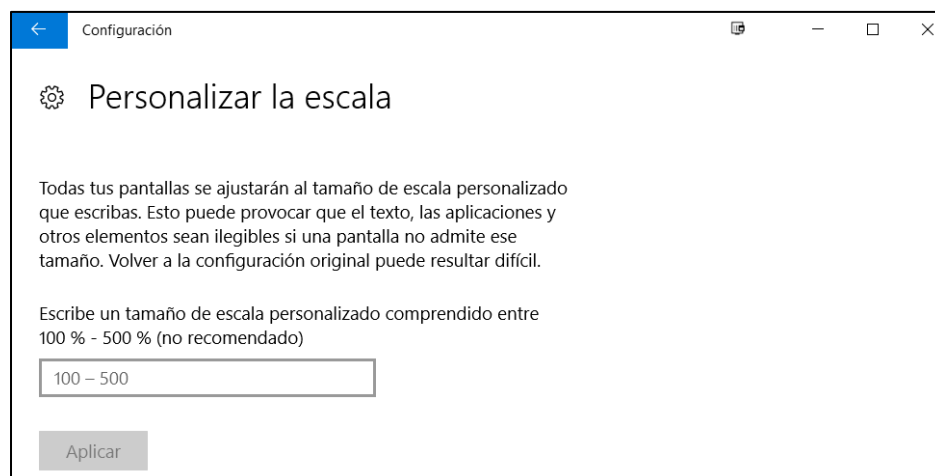 Configuración
Personalizar la escala
Todas tus pantallas se ajustarán al tamaño de escala personalizado
que escribas. Esto puede provocar que el texto, las aplicaciones y
otros elementos sean ilegibles si una pantalla no admite ese
tamaño. Volver a la configuración original puede resultar difícil.
Escribe un tamaño de escala personalizado comprendido entre
100 % - 500 % (no recomendado)
100 – 500
Aplicar